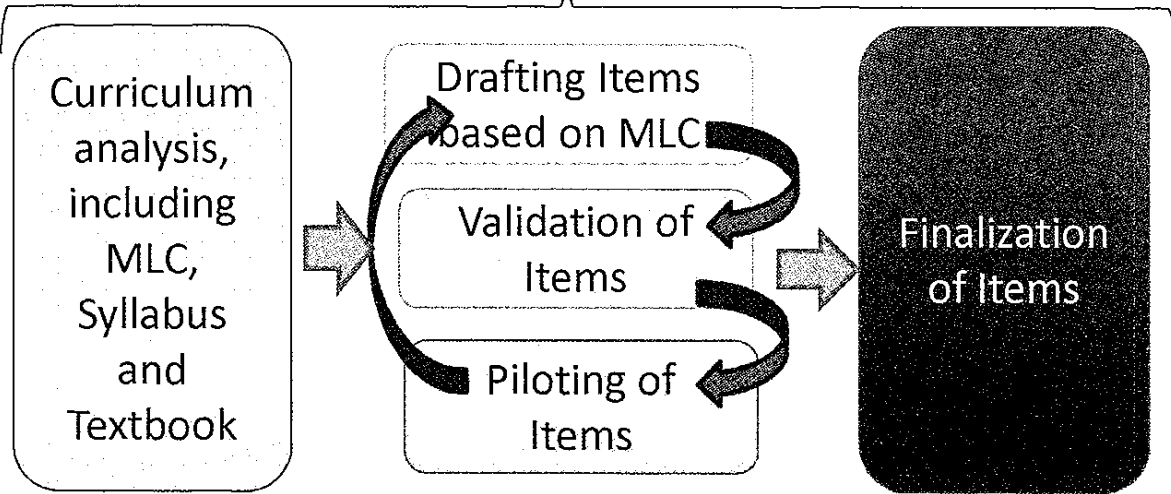 Curriculum
analysis,
including
MLC,
Syllabus
and
Textbook
Drafting Items
based on MLC
Validation of
Items
Piloting of
Items
Finalization
of Items